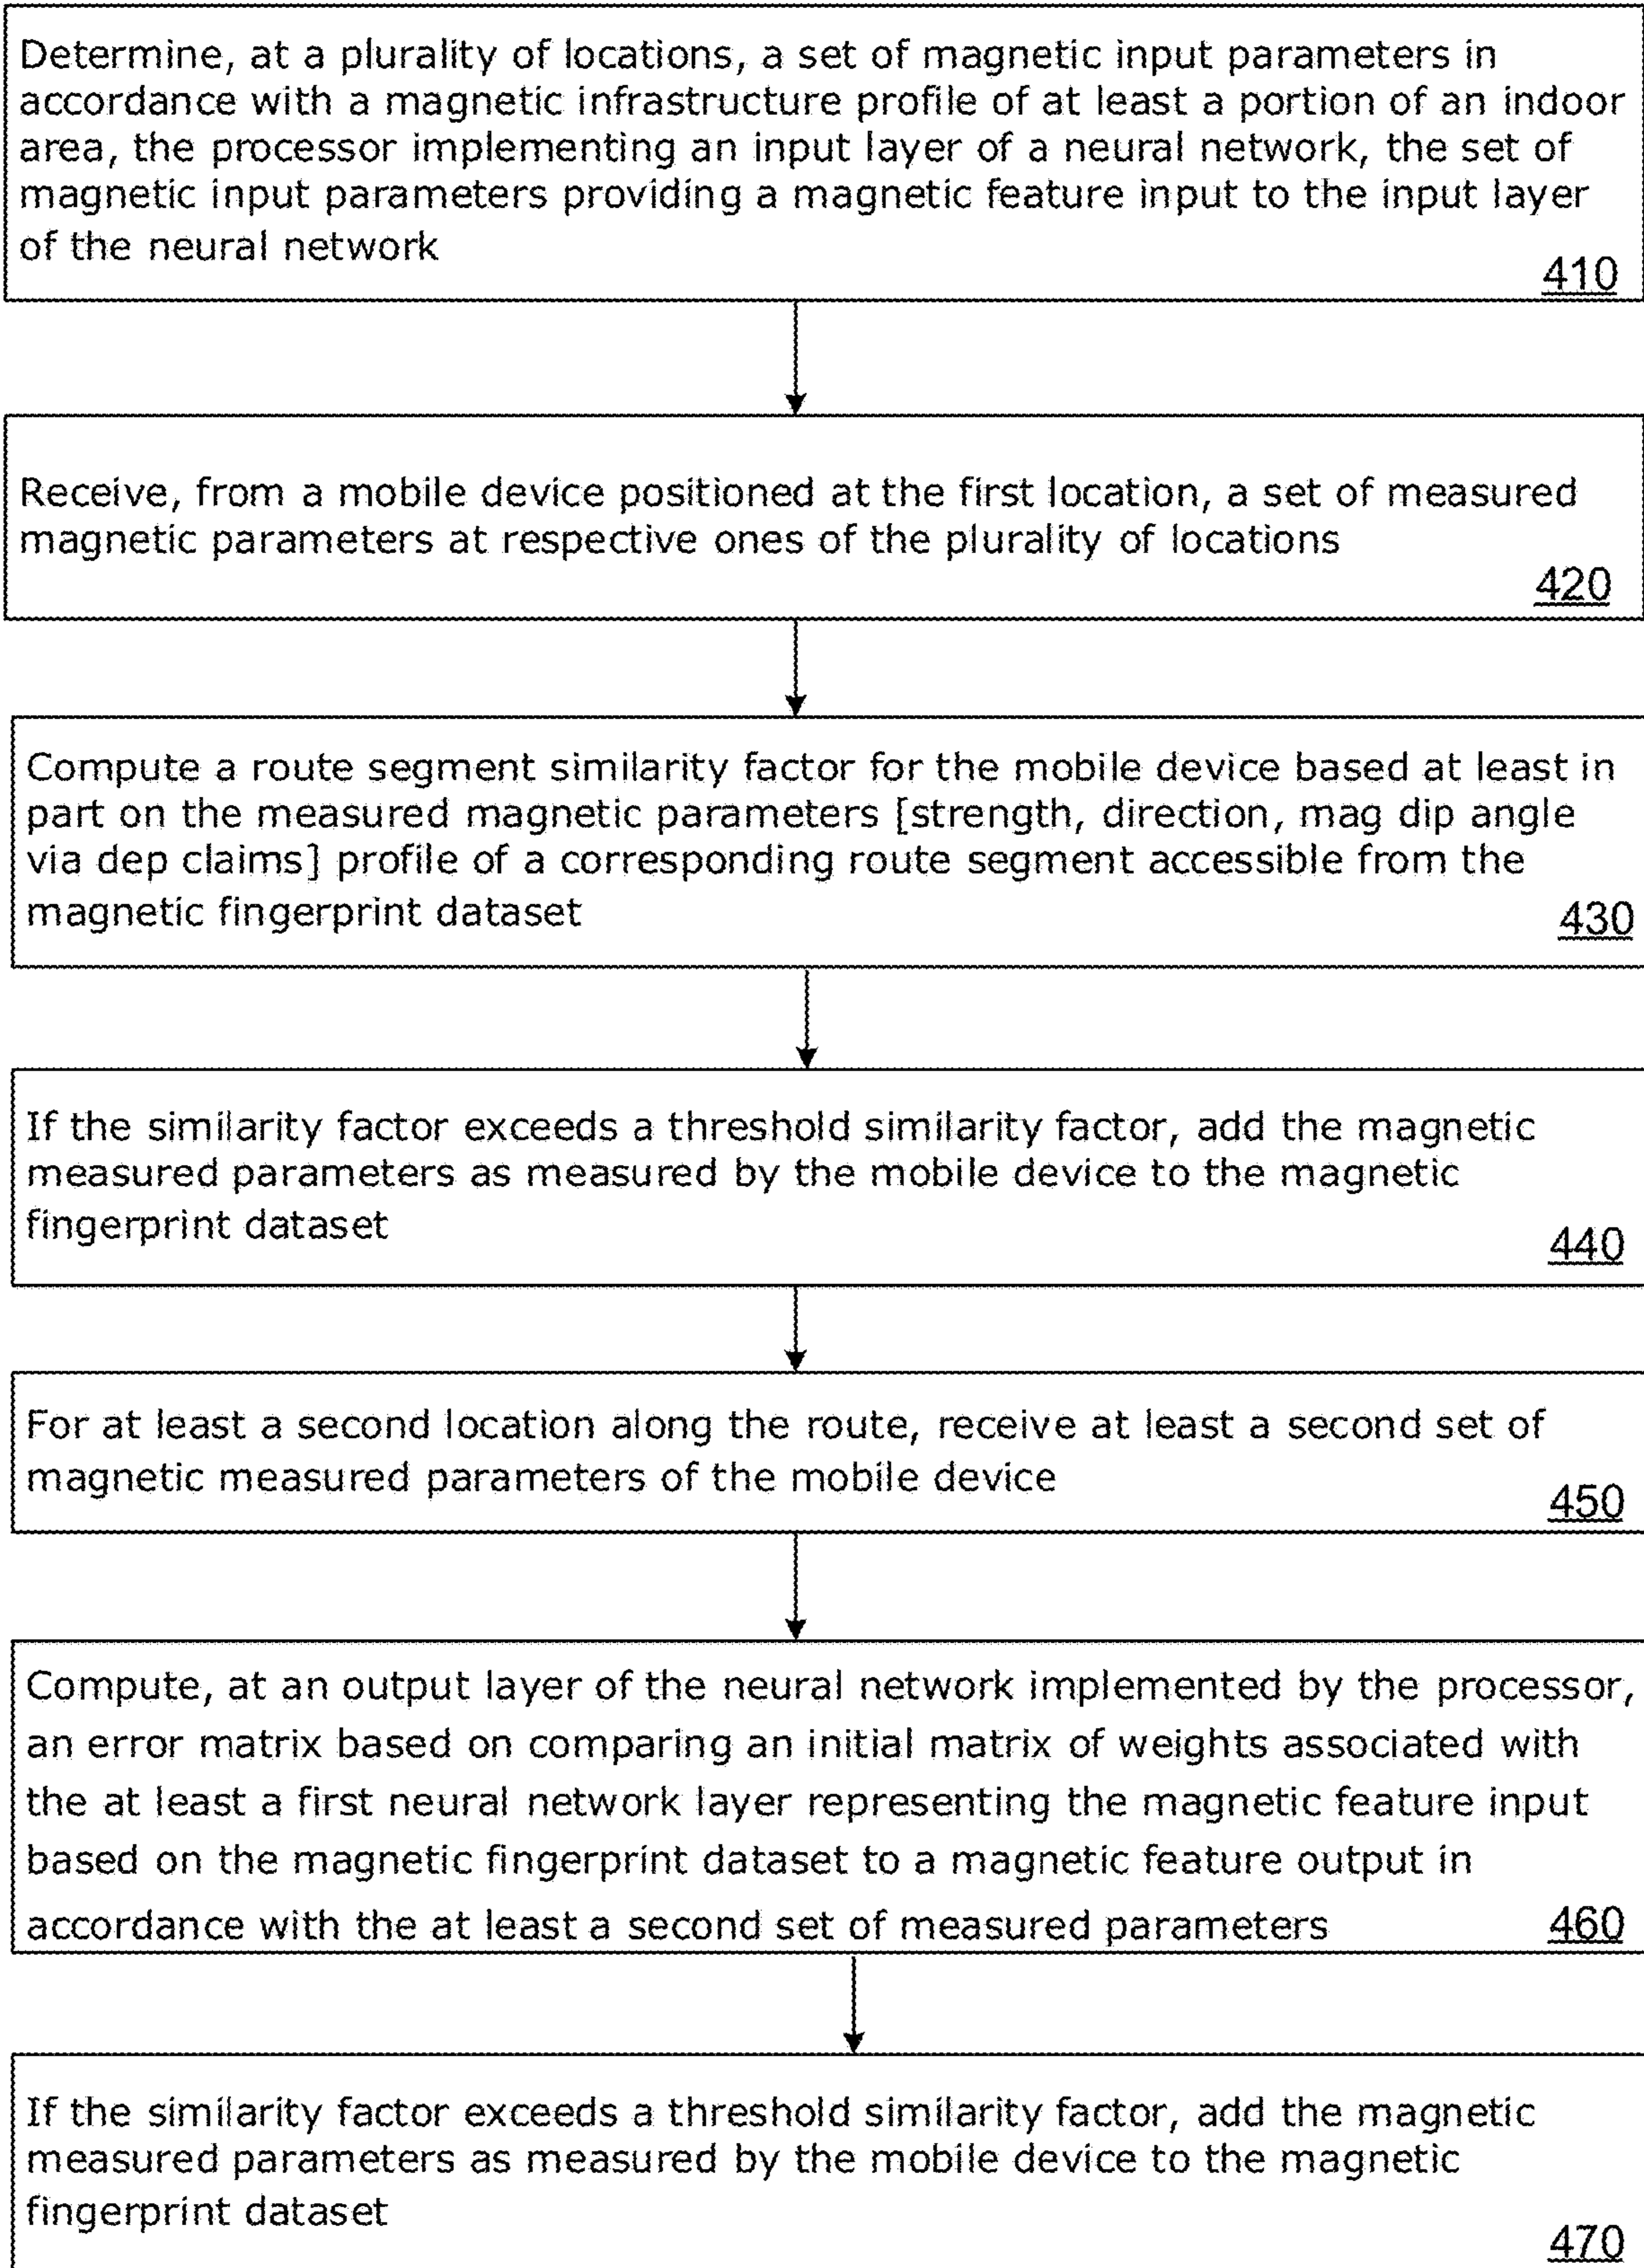 Determine, at a plurality of locations, a set of magnetic input parameters in
accordance with a magnetic infrastructure profile of at least a portion of an indoor
area, the processor implementing an input layer of a neural network, the set of
magnetic input parameters providing a magnetic feature input to the input layer
of the neural network
410
Receive, from a mobile device positioned at the first location, a set of measured
magnetic parameters at respective ones of the plurality of locations
420
Compute a route segment similarity factor for the mobile device based at least in
part on the measured magnetic parameters [strength, direction, mag dip angle
via dep claims] profile of a corresponding route segment accessible from the
magnetic fingerprint dataset
430
If the similarity factor exceeds a threshold similarity factor, add the magnetic
measured parameters as measured by the mobile device to the magnetic
fingerprint dataset
440
For at least a second location along the route, receive at least a second set of
magnetic measured parameters of the mobile device
450
Compute, at an output layer of the neural network implemented by the processor,
an error matrix based on comparing an initial matrix of weights associated with
the at least a first neural network layer representing the magnetic feature input
based on the magnetic fingerprint dataset to a magnetic feature output in
accordance with the at least a second set of measured parameters
460
If the similarity factor exceeds a threshold similarity factor, add the magnetic
measured parameters as measured by the mobile device to the magnetic
fingerprint dataset
470